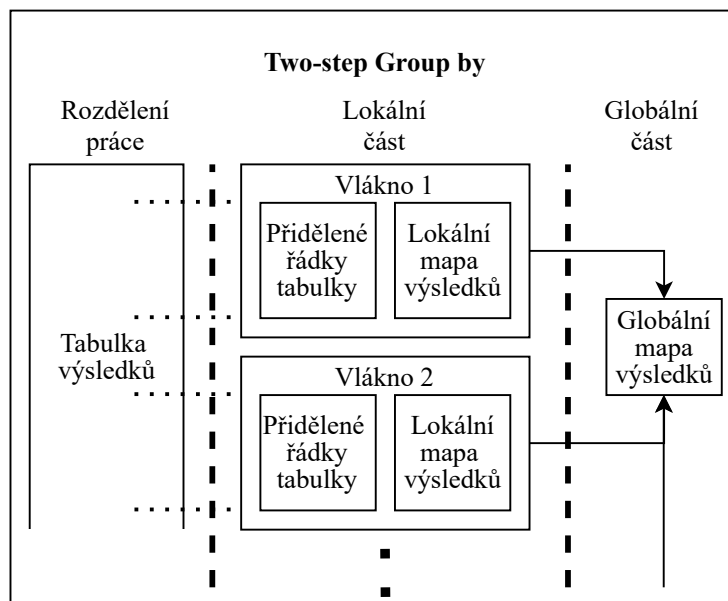 Two-step Group by
Rozdělení
práce
Lokální
část
Globální
část
Tabulka
výsledků
Vlákno 1
Přidělené
řádky
tabulky
Lokální
mapa
výsledků
Vlákno 2
Přidělené
řádky
tabulky
Lokální
mapa
výsledků
Globální
mapa
výsledků